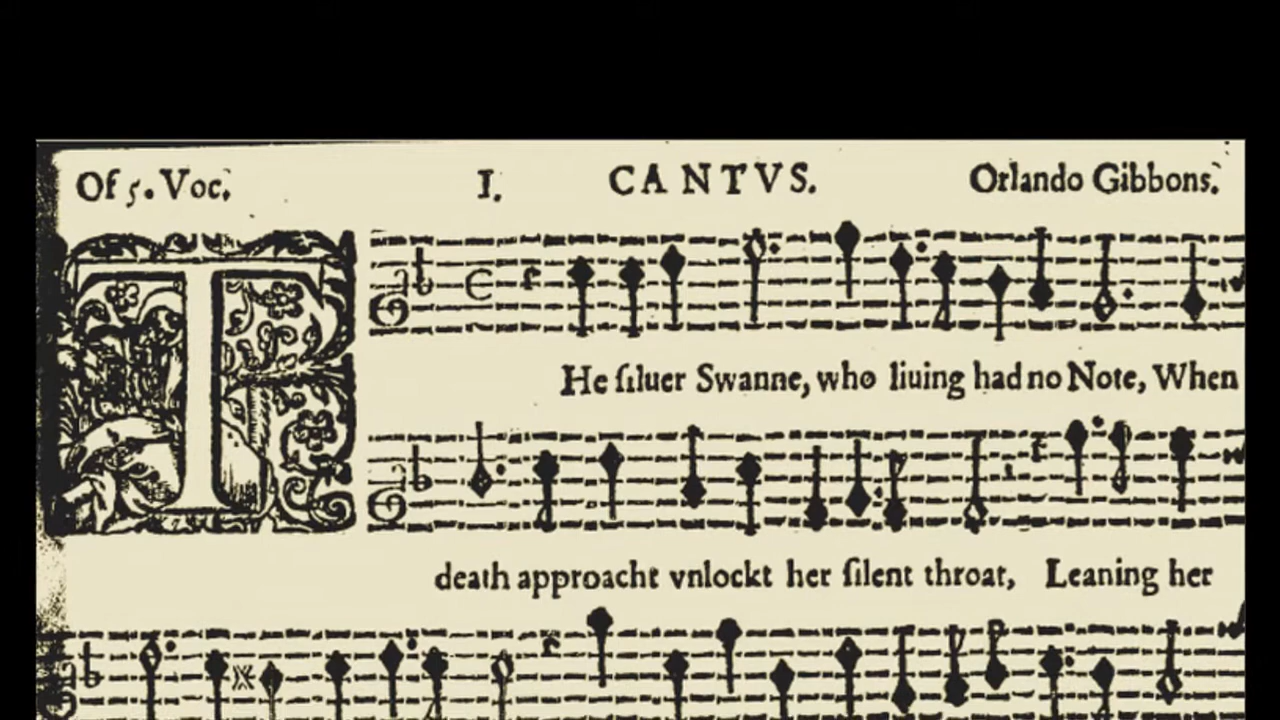 Of 5. Voc. I. CANTVS. Orlando Gibbons.
THe ſiluer Swanne, who liuing had no Note, When
death approacht vnlockt her ſilent throat, Leaning her